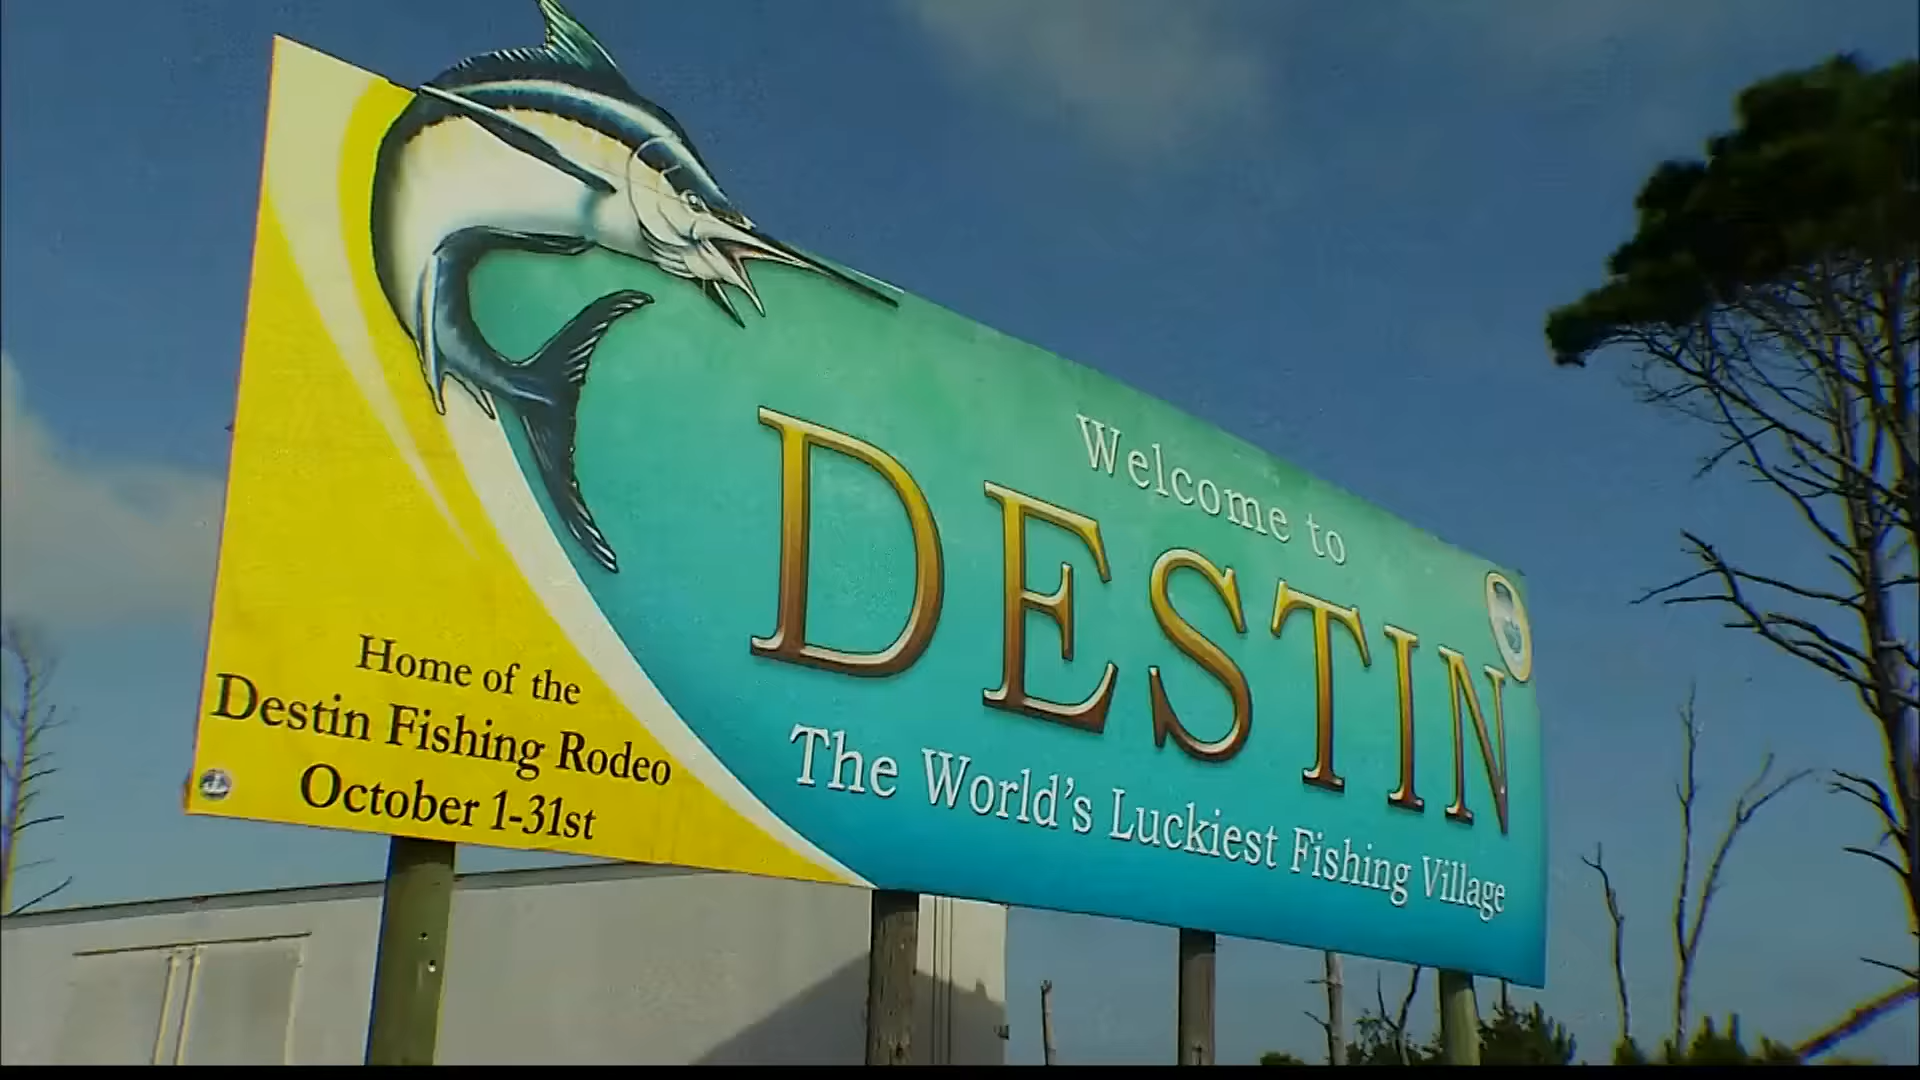 Welcome to
DESTIN
The World's Luckiest Fishing Village
Home of the
Destin Fishing Rodeo
October 1-31st